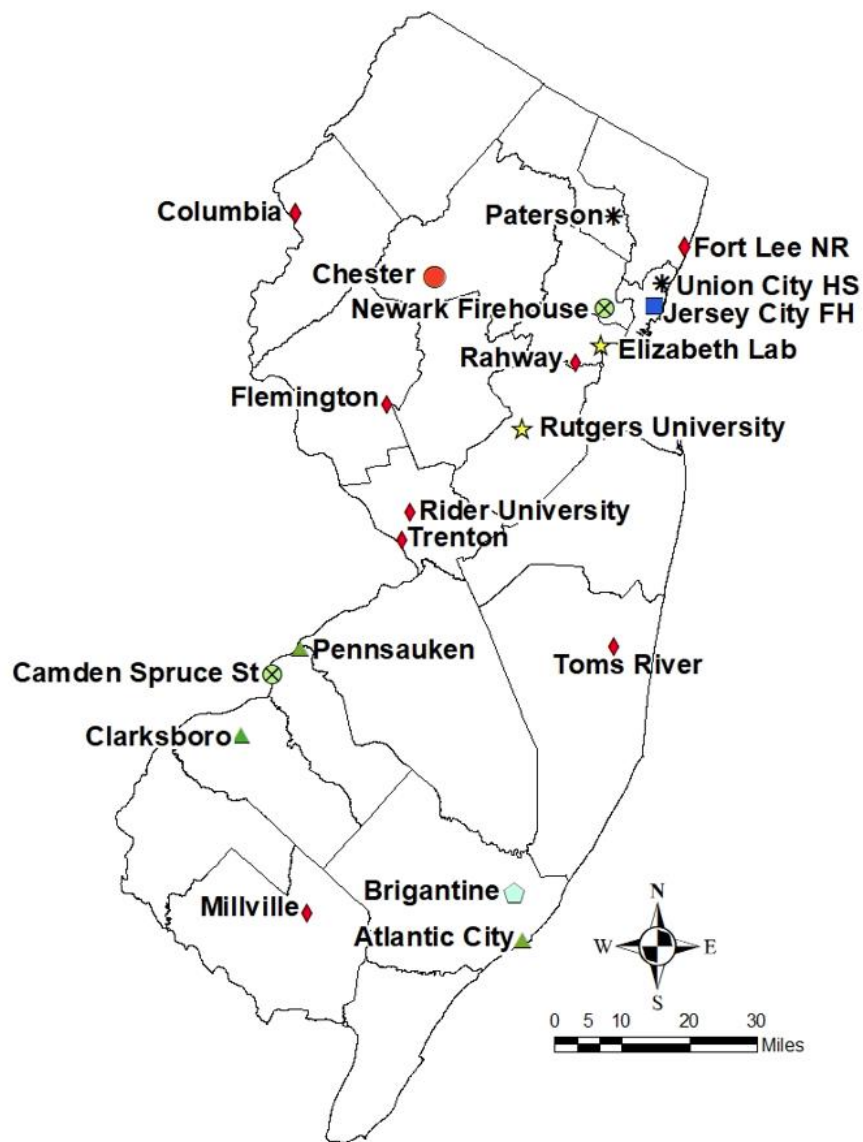 Columbia
Paterson
Fort Lee NR
Chester
Union City HS
Newark Firehouse
Jersey City FH
Elizabeth Lab
Rahway
Flemington
Rutgers University
Rider University
Trenton
Pennsauken
Toms River
Camden Spruce St
Clarksboro
Brigantine
Millville
Atlantic City
N
W E
S
0 5 10 20 30
Miles